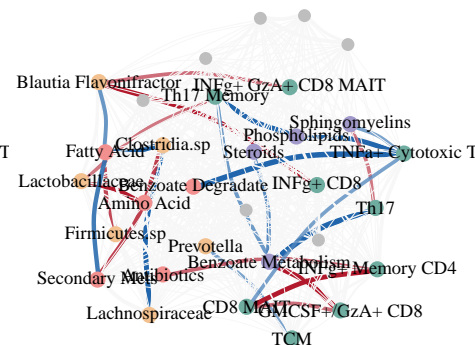 Blautia Flavonifractor
INFg+ GzA+ CD8 MAIT
Th17 Memory
Sphingomyelins
Phospholipids
Clostridia.sp
T
Fatty Acid
Steroids
TNFa+ Cytotoxic T
Lactobacillaceae
Benzoate Degradate
INFg+ CD8
Amino Acid
Th17
Firmicutes.sp
Prevotella
Benzoate Metabolism
INFg+ Memory CD4
Secondary Mets
Antibiotics
CD8 MAIT
GMCSF+/GzA+ CD8
Lachnospiraceae
TCM